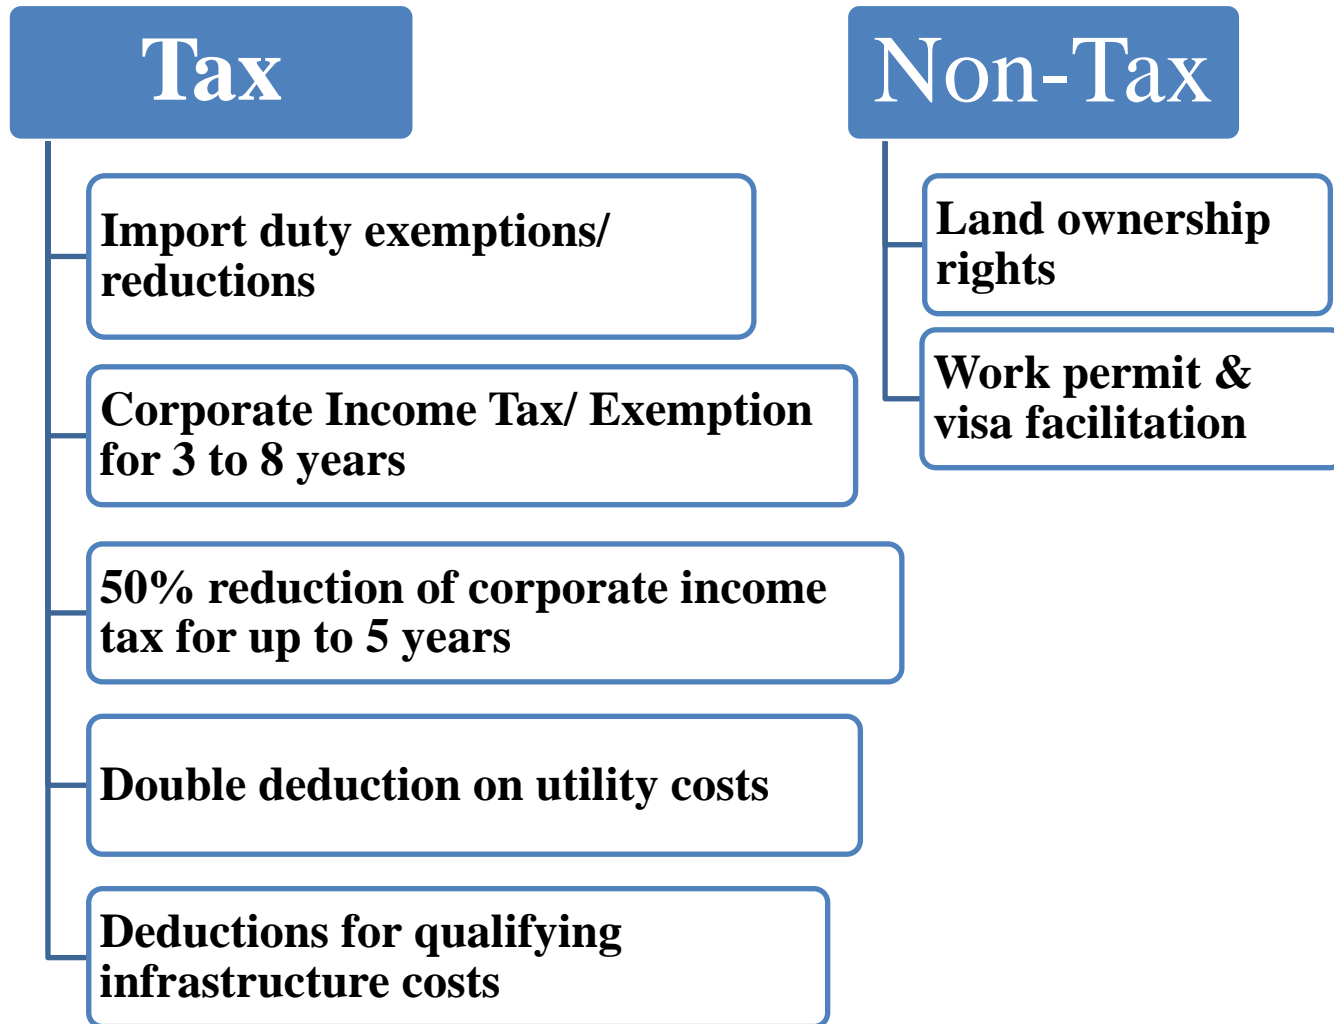 Tax
Import duty exemptions/
reductions
Corporate Income Tax/ Exemption
for 3 to 8 years
50% reduction of corporate income
tax for up to 5 years
Double deduction on utility costs
Deductions for qualifying
infrastructure costs
Non-Tax
Land ownership
rights
Work permit &
visa facilitation